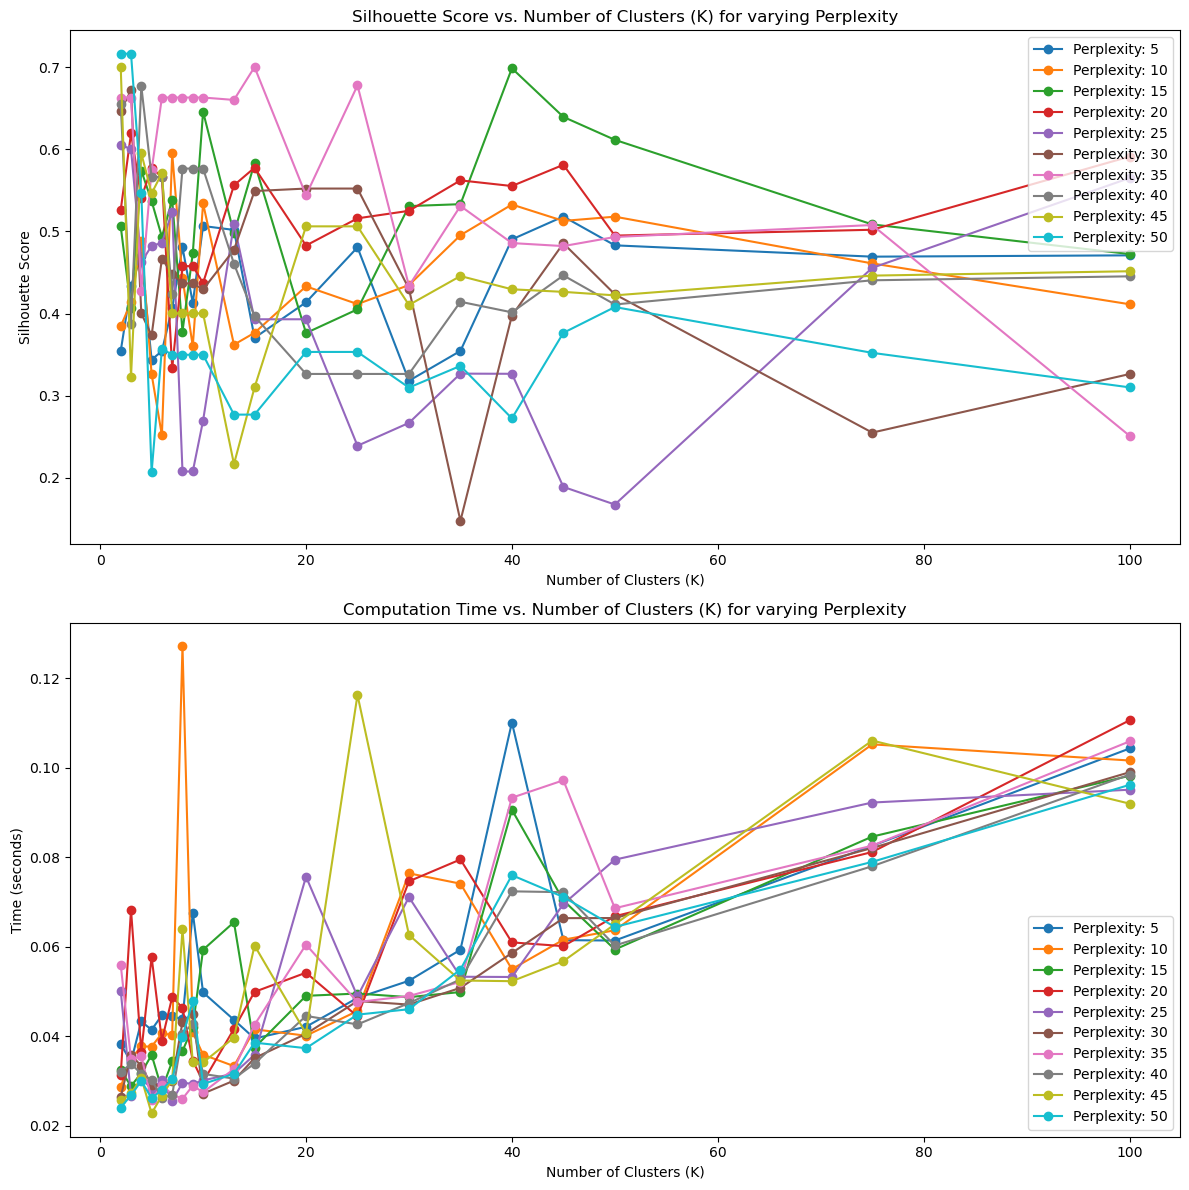 Silhouette Score vs. Number of Clusters (K) for varying Perplexity
Silhouette Score
0.7
0.6
0.5
0.4
0.3
0.2
0
20
40
60
80
100
Number of Clusters (K)
Perplexity: 5
Perplexity: 10
Perplexity: 15
Perplexity: 20
Perplexity: 25
Perplexity: 30
Perplexity: 35
Perplexity: 40
Perplexity: 45
Perplexity: 50
Computation Time vs. Number of Clusters (K) for varying Perplexity
Time (seconds)
0.12
0.10
0.08
0.06
0.04
0.02
0
20
40
60
80
100
Number of Clusters (K)
Perplexity: 5
Perplexity: 10
Perplexity: 15
Perplexity: 20
Perplexity: 25
Perplexity: 30
Perplexity: 35
Perplexity: 40
Perplexity: 45
Perplexity: 50